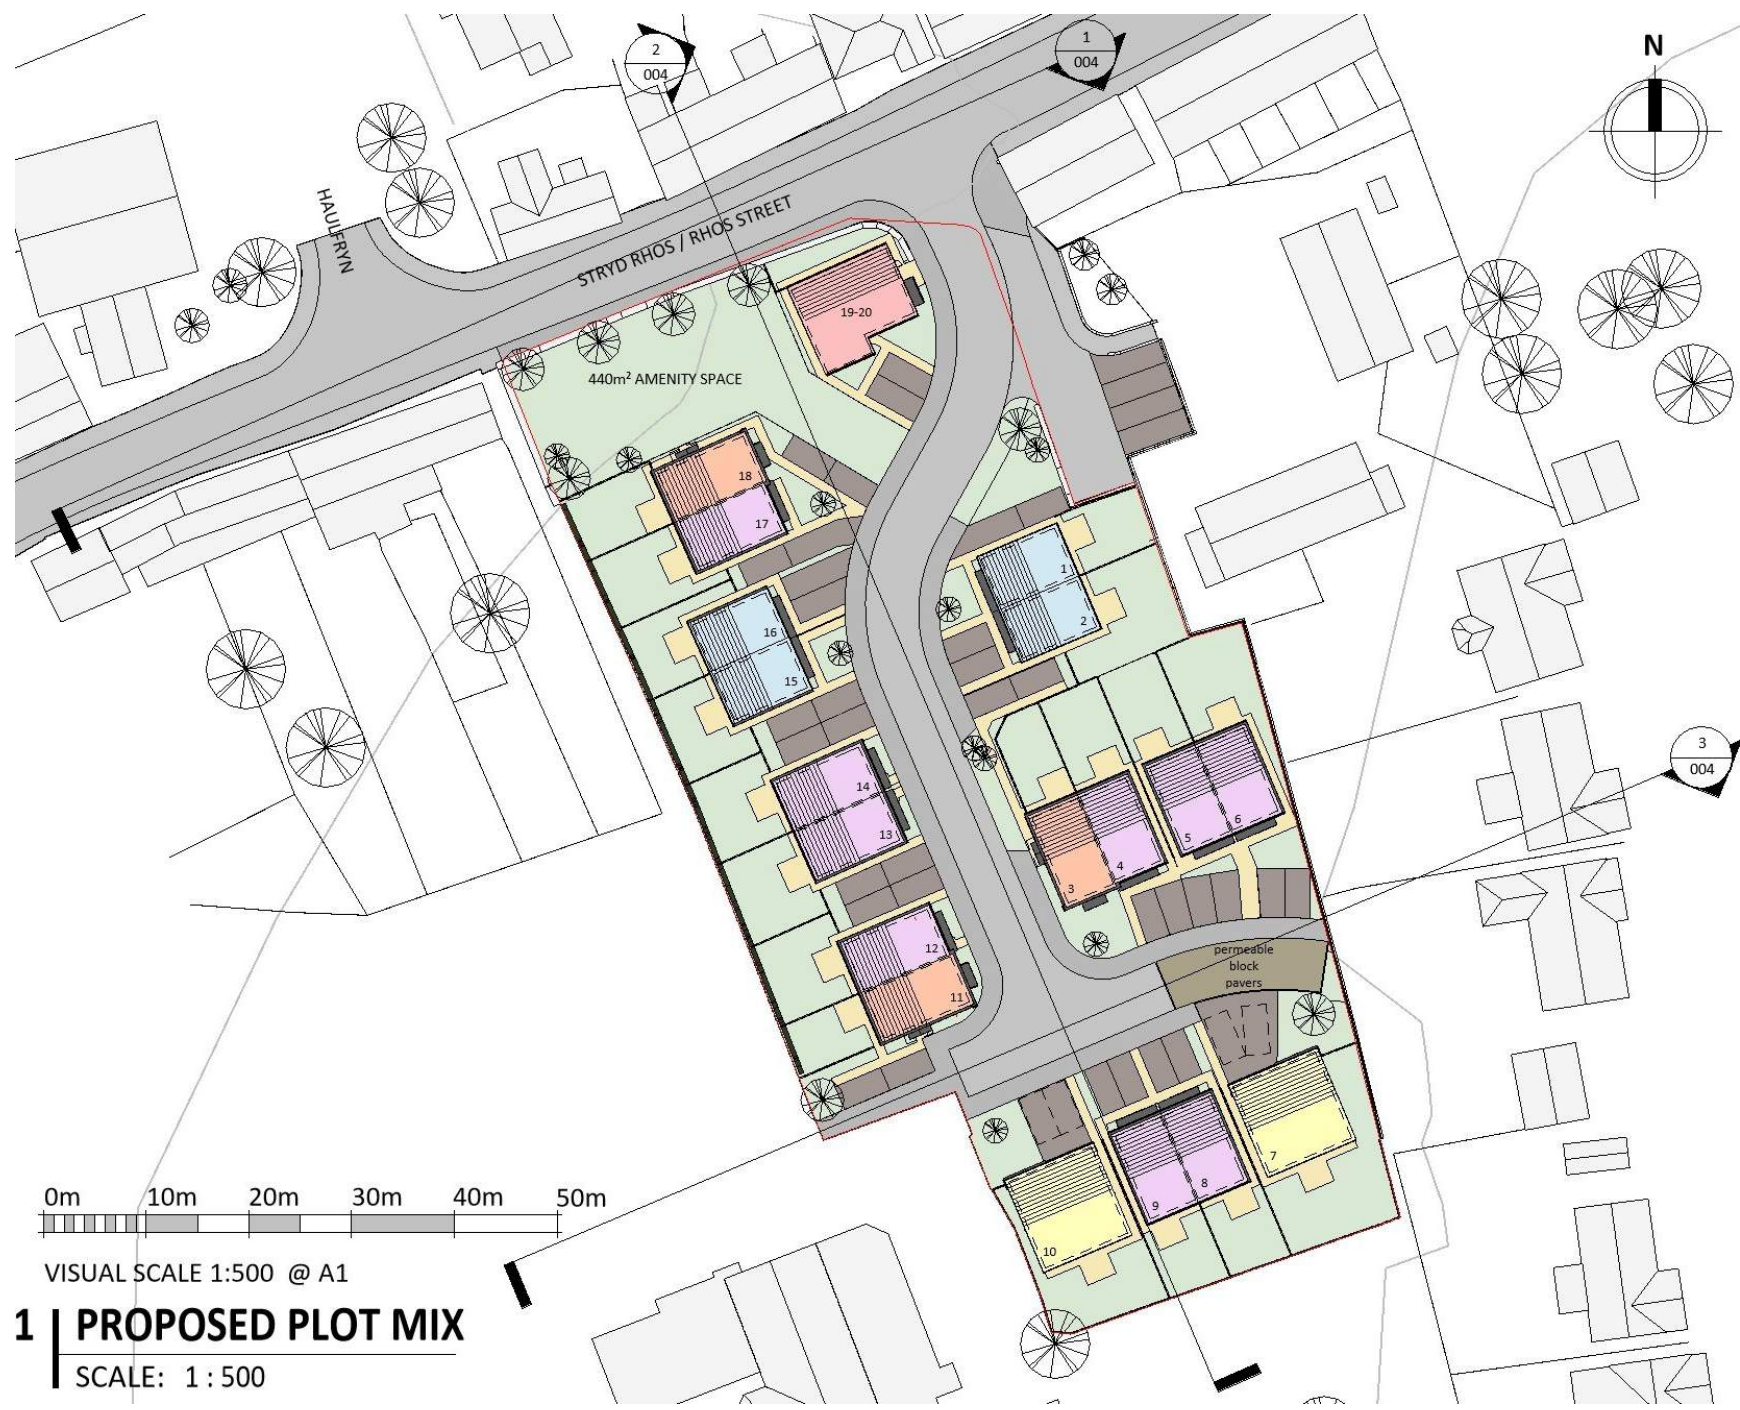 2
004
1
004
N
HAULFRYN
STRYD RHOS / RHOS STREET
19-20
440m² AMENITY SPACE
18
17
1
2
16
15
14
13
6
5
4
3
12
11
permeable
block
pavers
3
004
7
8
9
10
0m 10m 20m 30m 40m 50m
VISUAL SCALE 1:500 @ A1
1 PROPOSED PLOT MIX
SCALE: 1 : 500